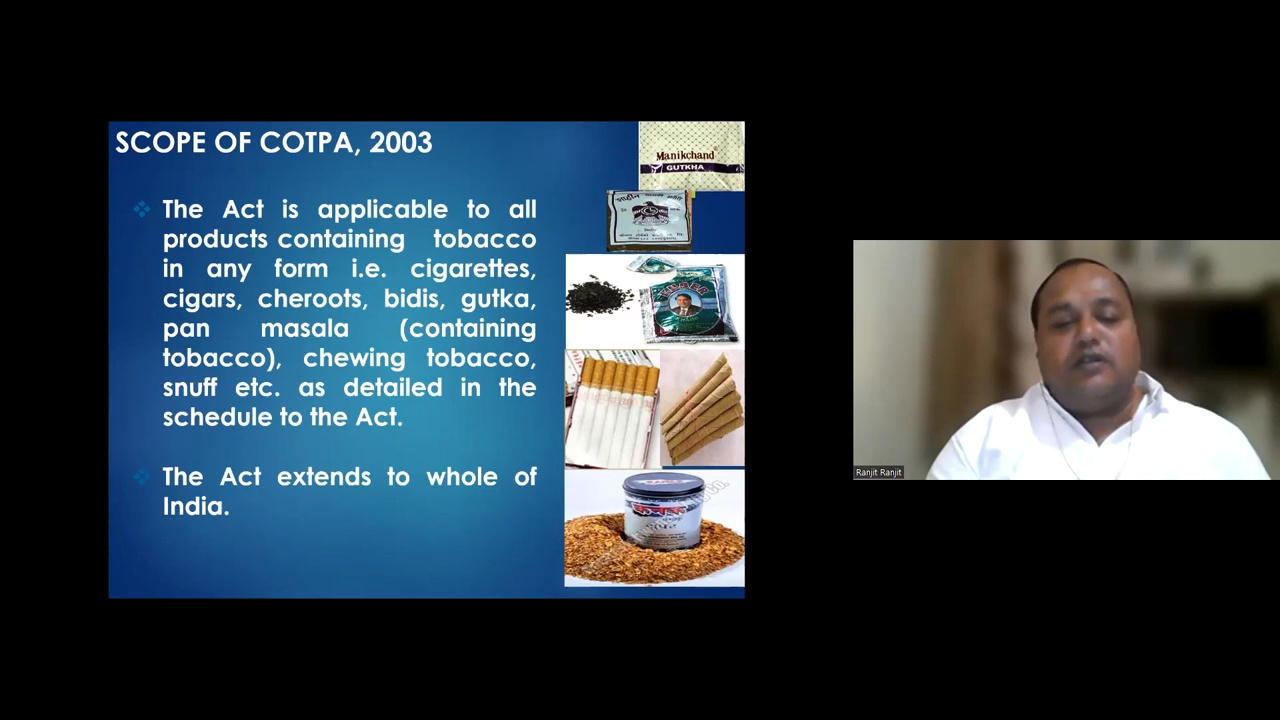 SCOPE OF COTPA, 2003
The Act is applicable to all
products containing tobacco
in any form i.e. cigarettes,
cigars, cheroots, bidis, gutka,
pan masala (containing
tobacco), chewing tobacco,
snuff etc. as detailed in the
schedule to the Act.
The Act extends to whole of
India.
Manikchand
GUTKHA
Ranjit Ranjit